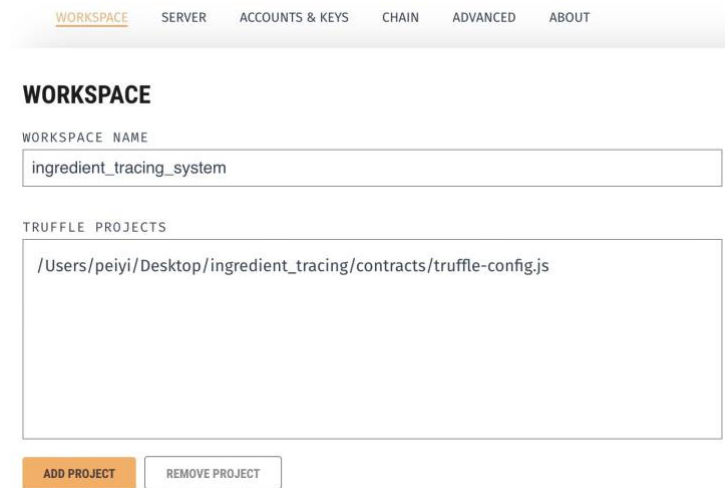 WORKSPACE SERVER ACCOUNTS & KEYS CHAIN ADVANCED ABOUT
WORKSPACE
WORKSPACE NAME
ingredient_tracing_system
TRUFFLE PROJECTS
/Users/peiyi/Desktop/ingredient_tracing/contracts/truffle-config.js
ADD PROJECT REMOVE PROJECT